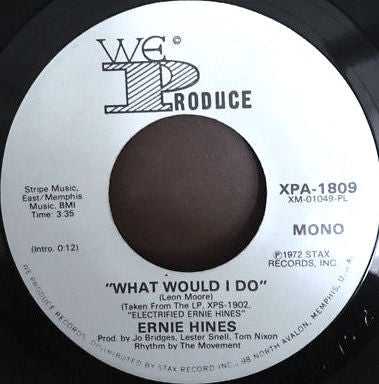 WE ©
PRODUCE
Stripe Music,
East/Memphis
Music, BMI
Time: 3:35
(Intro. 0:12)
XPA-1809
XM-01049-PL
MONO
℗1972 STAX
RECORDS, INC.
"WHAT WOULD I DO"
(Leon Moore)
(Taken From The LP, XPS-1902,
"ELECTRIFIED ERNIE HINES")
ERNIE HINES
Prod. by Jo Bridges, Lester Snell, Tom Nixon
Rhythm by The Movement
WE PRODUCE RECORDS, DISTRIBUTED BY STAX RECORD INC., 98 NORTH AVALON, MEMPHIS, U.S.A.